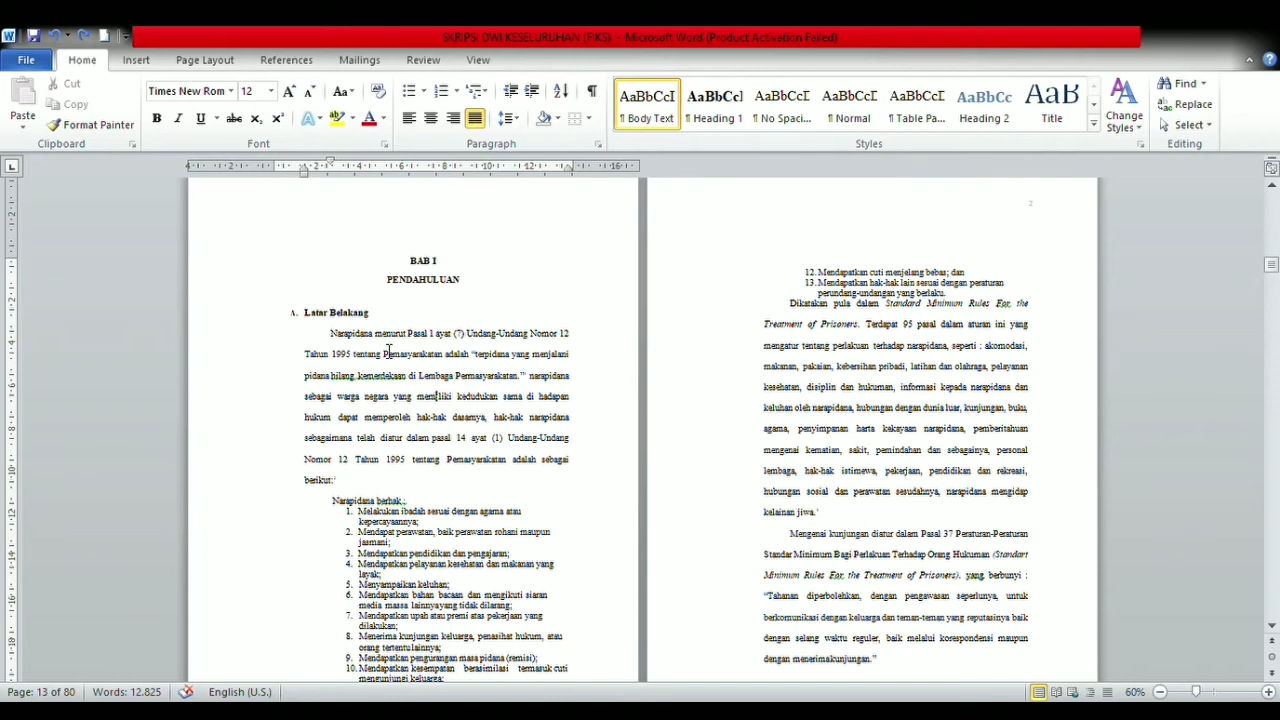 SKRIPSI DWI KESELURUHAN (FIKS) - Microsoft Word (Product Activation Failed)
File Home Insert Page Layout References Mailings Review View
Paste
Cut
Copy
Format Painter
Clipboard
Times New Rom 12
Font
Paragraph
AaBbCcI AaBbCcI AaBbCcI AaBbCcI AaBbCcI AaBbCc AaB
¶ Body Text ¶ Heading 1 ¶ No Spaci... ¶ Normal ¶ Table Pa... Heading 2 Title
Change Styles
Styles
Find
Replace
Select
Editing
BAB I
PENDAHULUAN
A. Latar Belakang
Narapidana menurut Pasal 1 ayat (7) Undang-Undang Nomor 12
Tahun 1995 tentang Pemasyarakatan adalah “terpidana yang menjalani
pidana hilang kemerdekaan di Lembaga Permasyarakatan.” narapidana
sebagai warga negara yang memiliki kedudukan sama di hadapan
hukum dapat memperoleh hak-hak dasarnya, hak-hak narapidana
sebagaimana telah diatur dalam pasal 14 ayat (1) Undang-Undang
Nomor 12 Tahun 1995 tentang Pemasyarakatan adalah sebagai
berikut:
Narapidana berhak :
1. Melakukan ibadah sesuai dengan agama atau
kepercayaannya;
2. Mendapat perawatan, baik perawatan rohani maupun
jasmani;
3. Mendapatkan pendidikan dan pengajaran;
4. Mendapatkan pelayanan kesehatan dan makanan yang
layak;
5. Menyampaikan keluhan;
6. Mendapatkan bahan bacaan dan mengikuti siaran
media massa lainnyayang tidak dilarang;
7. Mendapatkan upah atau premi atas pekerjaan yang
dilakukan;
8. Menerima kunjungan keluarga, penasihat hukum, atau
orang tertentulainnya;
9. Mendapatkan pengurangan masa pidana (remisi);
10. Mendapatkan kesempatan berasimilasi termasuk cuti
mengunjungi keluarga;
2
12. Mendapatkan cuti menjelang bebas; dan
13. Mendapatkan hak-hak lain sesuai dengan peraturan
perundang-undangan yang berlaku.
Dikatakan pula dalam Standard Minimum Rules For the
Treatment of Prisoners. Terdapat 95 pasal dalam aturan ini yang
mengatur tentang perlakuan terhadap narapidana, seperti : akomodasi,
makanan, pakaian, kebersihan pribadi, latihan dan olahraga, pelayanan
kesehatan, disiplin dan hukuman, informasi kepada narapidana dan
keluhan oleh narapidana, hubungan dengan dunia luar, kunjungan, buku,
agama, penyimpanan harta kekayaan narapidana, pemberitahuan
mengenai kematian, sakit, pemindahan dan sebagainya, personal
lembaga, hak-hak istimewa, pekerjaan, pendidikan dan rekreasi,
hubungan sosial dan perawatan sesudahnya, narapidana mengidap
kelainan jiwa.
Mengenai kunjungan diatur dalam Pasal 37 Peraturan-Peraturan
Standar Minimum Bagi Perlakuan Terhadap Orang Hukuman (Standart
Minimum Rules For the Treatment of Prisoners), yang berbunyi :
“Tahanan diperbolehkan, dengan pengawasan seperlunya, untuk
berkomunikasi dengan keluarga dan teman-teman yang reputasinya baik
dengan selang waktu reguler, baik melalui korespondensi maupun
dengan menerimakunjungan.”
Page: 13 of 80 Words: 12.825 English (U.S.) 60%